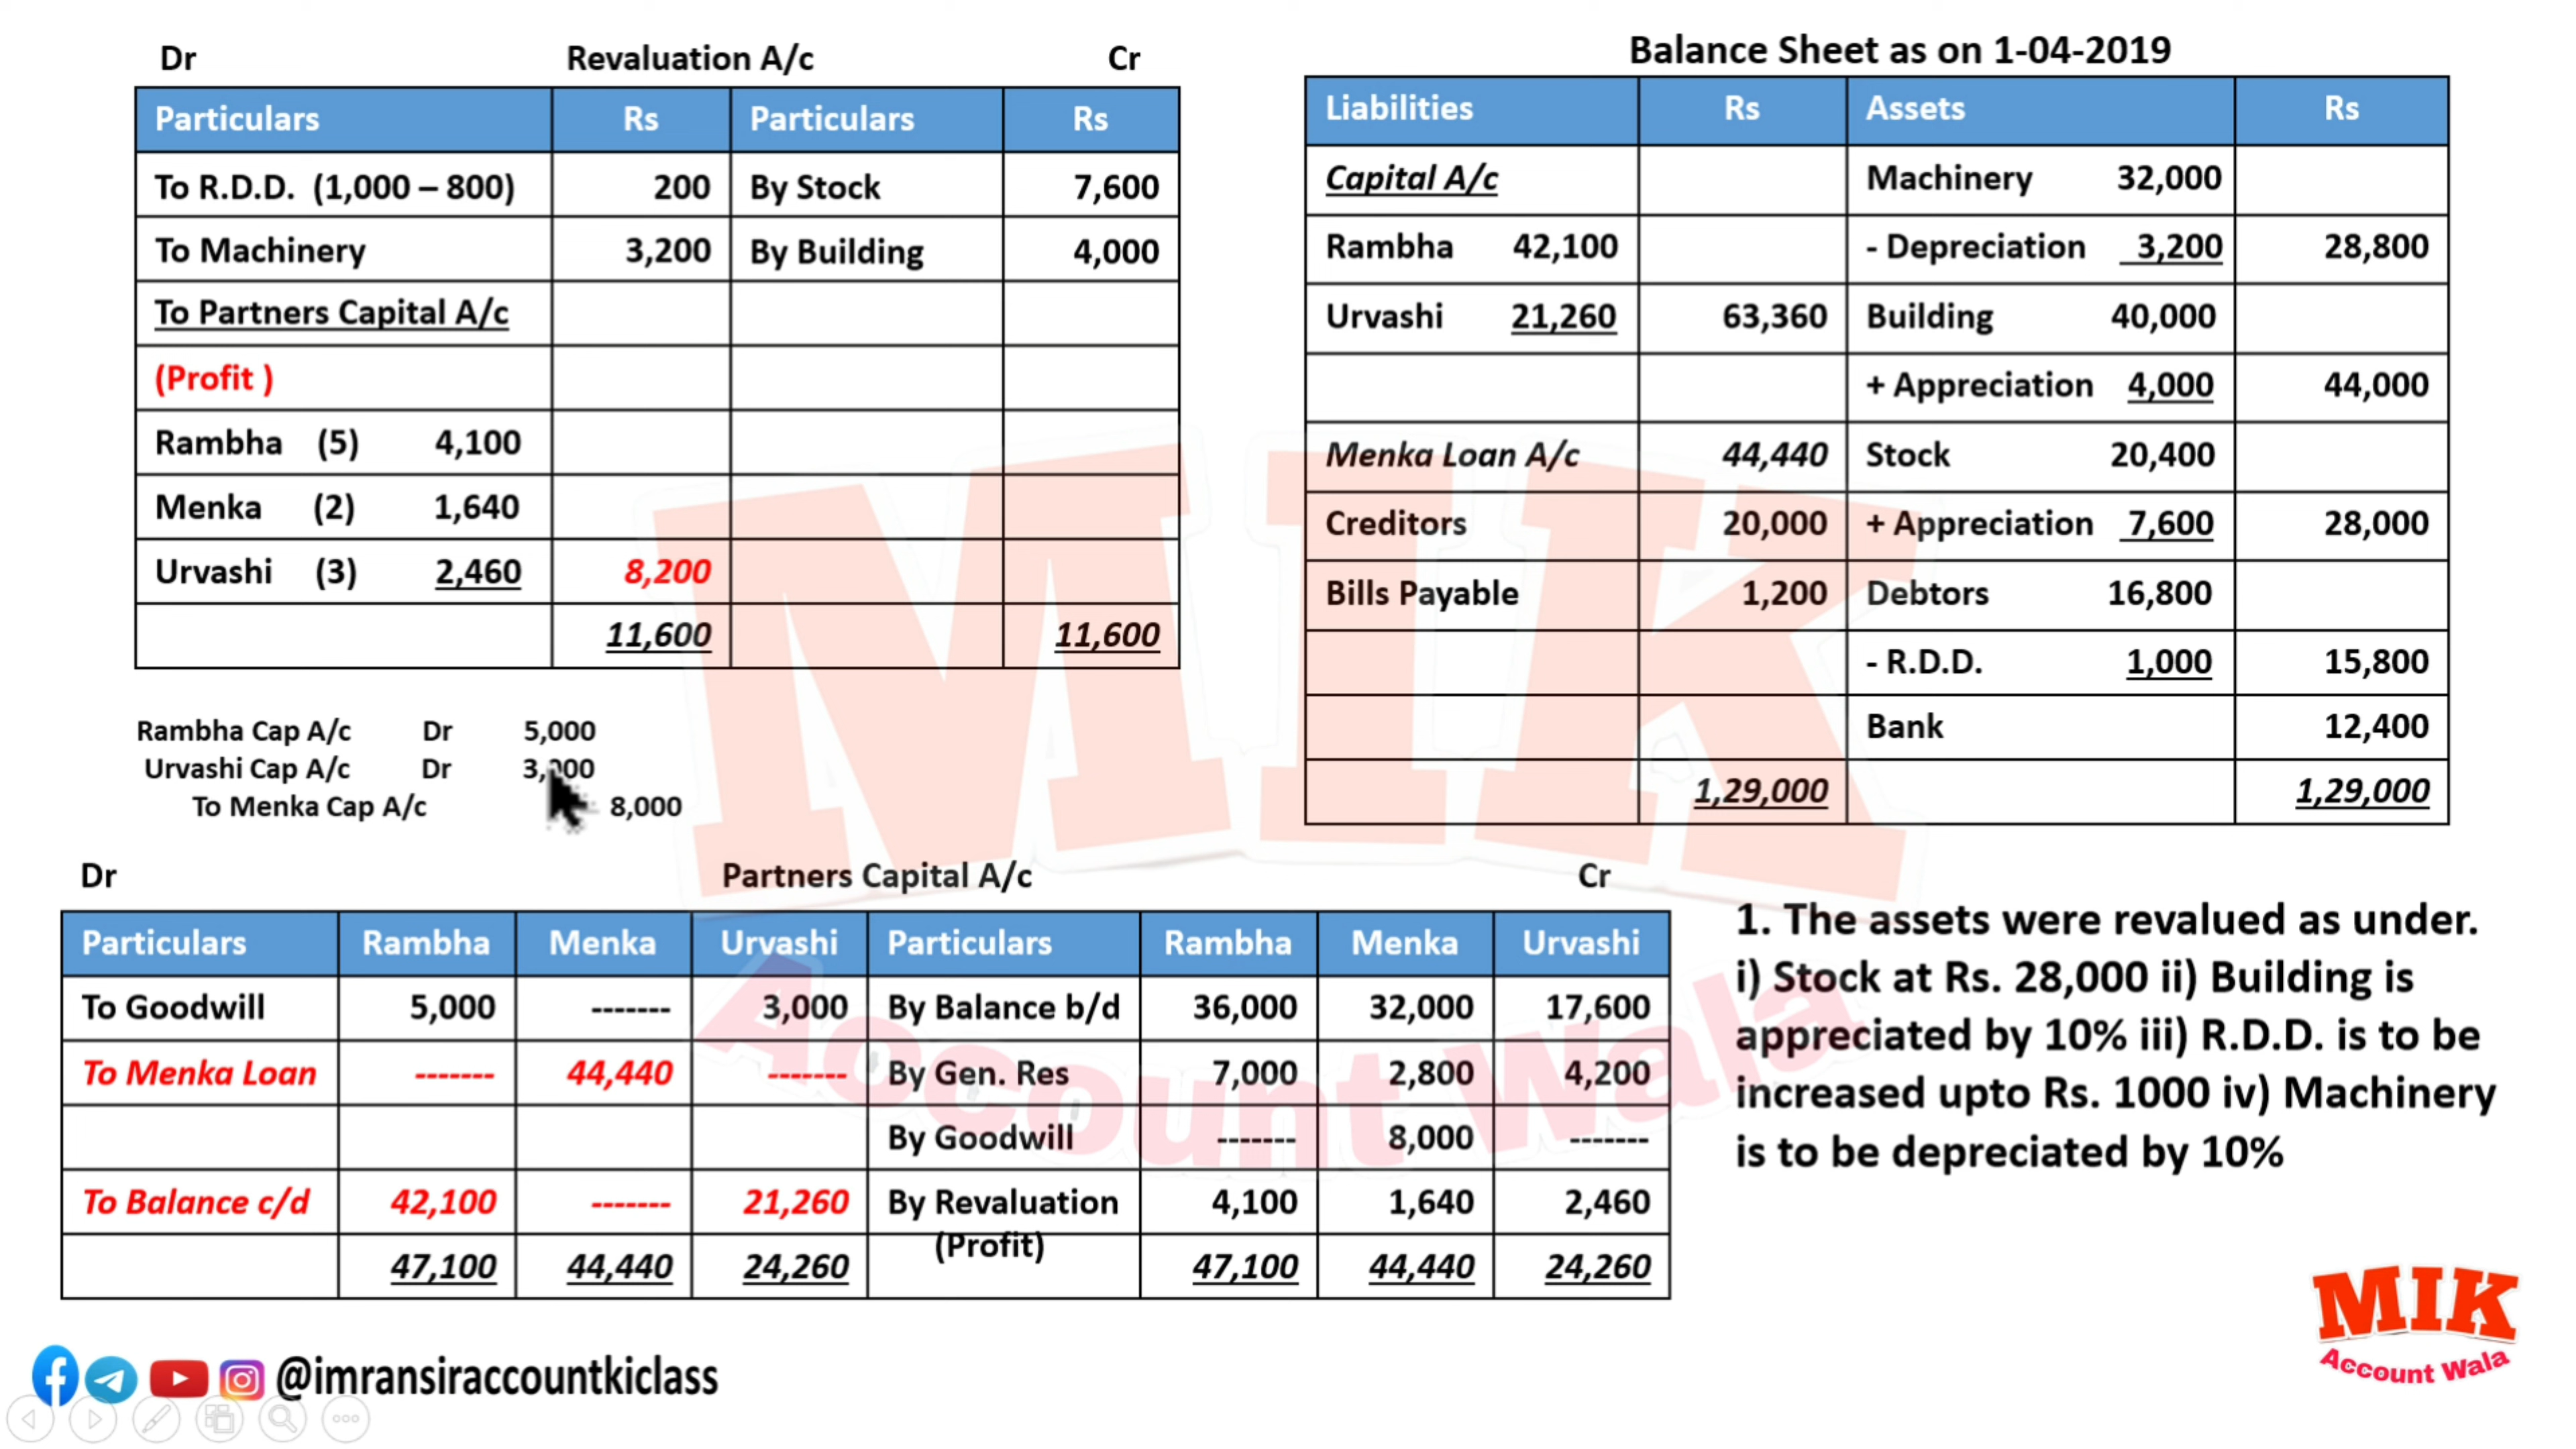 Dr Revaluation A/c Cr
Particulars Rs Particulars Rs
To R.D.D. (1,000 – 800) 200 By Stock 7,600
To Machinery 3,200 By Building 4,000
To Partners Capital A/c
(Profit )
Rambha (5) 4,100
Menka (2) 1,640
Urvashi (3) 2,460 8,200
11,600 11,600
Rambha Cap A/c Dr 5,000
Urvashi Cap A/c Dr 3,000
To Menka Cap A/c 8,000
Balance Sheet as on 1-04-2019
Liabilities Rs Assets Rs
Capital A/c Machinery 32,000
Rambha 42,100 - Depreciation 3,200 28,800
Urvashi 21,260 63,360 Building 40,000
+ Appreciation 4,000 44,000
Menka Loan A/c 44,440 Stock 20,400
Creditors 20,000 + Appreciation 7,600 28,000
Bills Payable 1,200 Debtors 16,800
- R.D.D. 1,000 15,800
Bank 12,400
1,29,000 1,29,000
Dr Partners Capital A/c Cr
Particulars Rambha Menka Urvashi Particulars Rambha Menka Urvashi
To Goodwill 5,000 ------- 3,000 By Balance b/d 36,000 32,000 17,600
To Menka Loan ------- 44,440 ------- By Gen. Res 7,000 2,800 4,200
By Goodwill ------- 8,000 -------
To Balance c/d 42,100 ------- 21,260 By Revaluation 4,100 1,640 2,460
(Profit)
47,100 44,440 24,260 47,100 44,440 24,260
1. The assets were revalued as under.
i) Stock at Rs. 28,000 ii) Building is
appreciated by 10% iii) R.D.D. is to be
increased upto Rs. 1000 iv) Machinery
is to be depreciated by 10%
MIK
Account Wala
MIK
Account Wala
@imransiraccountkiclass